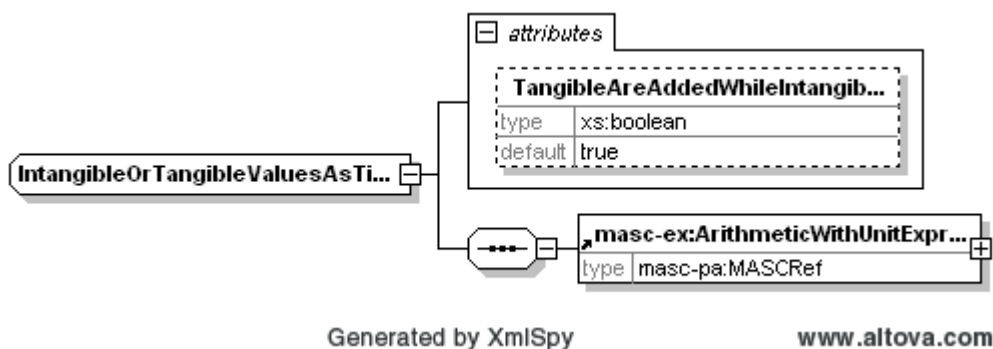 attributes
TangibleAreAddedWhileIntangib...
type xs:boolean
default true
IntangibleOrTangibleValuesAsTi...
masc-ex:ArithmeticWithUnitExpr...
type masc-pa:MASCRef
Generated by XmlSpy www.altova.com